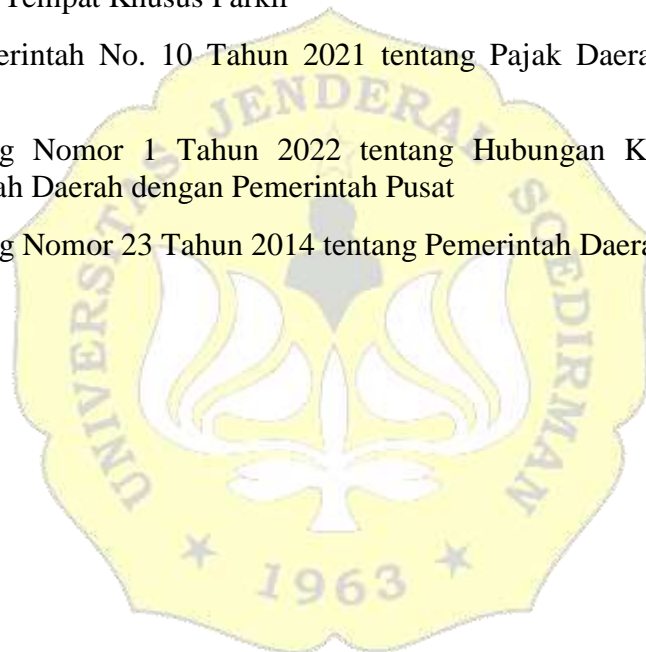 Tempat Khusus Parkir
erintah No. 10 Tahun 2021 tentang Pajak Daera
g Nomor 1 Tahun 2022 tentang Hubungan K
ah Daerah dengan Pemerintah Pusat
g Nomor 23 Tahun 2014 tentang Pemerintah Daera
UNIVERSITAS JENDERAL SOEDIRMAN
1963